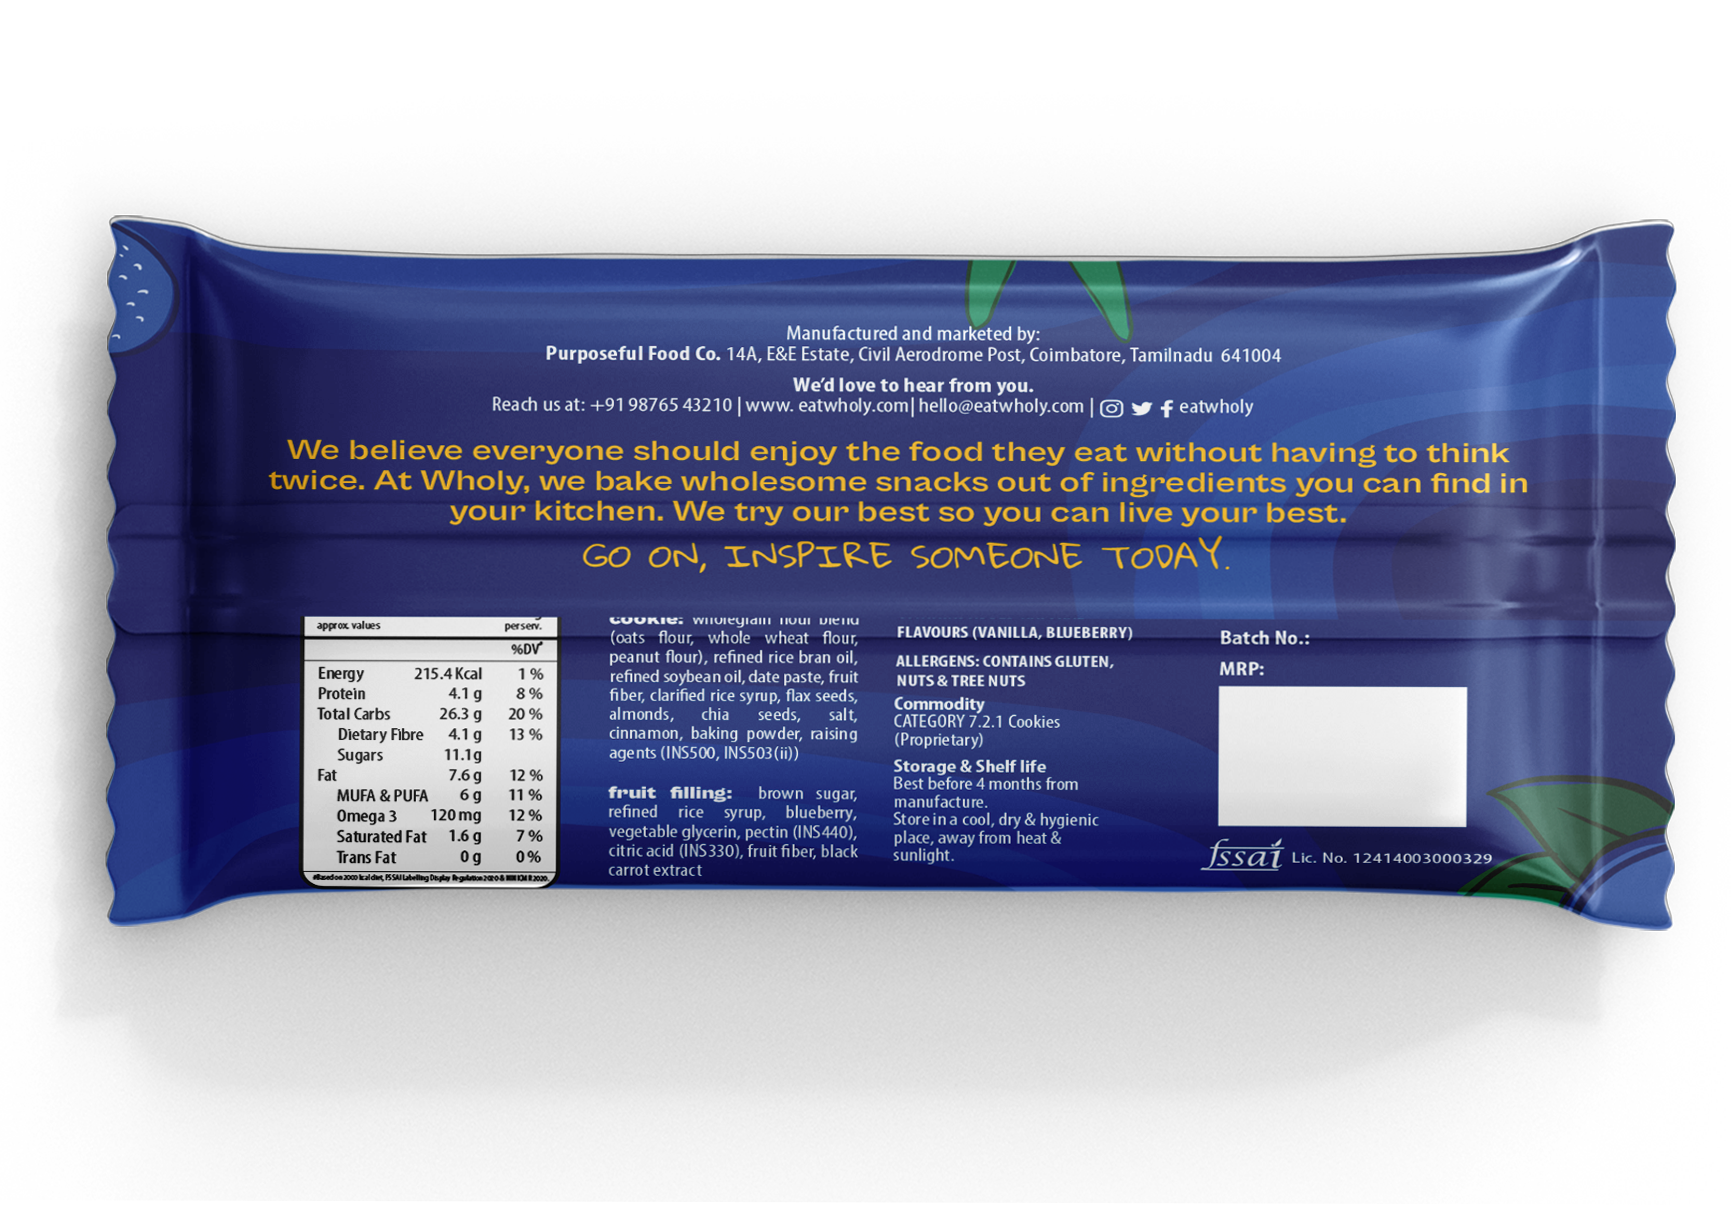 Manufactured and marketed by:
Purposeful Food Co. 14A, E&E Estate, Civil Aerodrome Post, Coimbatore, Tamilnadu 641004
We'd love to hear from you.
Reach us at: +91 98765 43210 | www. eatwholy.com| hello@eatwholy.com | eatwholy
We believe everyone should enjoy the food they eat without having to think
twice. At Wholy, we bake wholesome snacks out of ingredients you can find in
your kitchen. We try our best so you can live your best.
GO ON, INSPIRE SOMEONE TODAY.
approx. values perserv.
%DV*
Energy 215.4 Kcal 1 %
Protein 4.1 g 8 %
Total Carbs 26.3 g 20 %
Dietary Fibre 4.1 g 13 %
Sugars 11.1g
Fat 7.6 g 12 %
MUFA & PUFA 6 g 11 %
Omega 3 120 mg 12 %
Saturated Fat 1.6 g 7 %
Trans Fat 0 g 0 %
cookie: wholegrain flour blend
(oats flour, whole wheat flour,
peanut flour), refined rice bran oil,
refined soybean oil, date paste, fruit
fiber, clarified rice syrup, flax seeds,
almonds, chia seeds, salt,
cinnamon, baking powder, raising
agents (INS500, INS503(ii))
fruit filling: brown sugar,
refined rice syrup, blueberry,
vegetable glycerin, pectin (INS440),
citric acid (INS330), fruit fiber, black
carrot extract
FLAVOURS (VANILLA, BLUEBERRY)
ALLERGENS: CONTAINS GLUTEN,
NUTS & TREE NUTS
Commodity
CATEGORY 7.2.1 Cookies
(Proprietary)
Storage & Shelf life
Best before 4 months from
manufacture.
Store in a cool, dry & hygienic
place, away from heat &
sunlight.
Batch No.:
MRP:
fssai Lic. No. 12414003000329